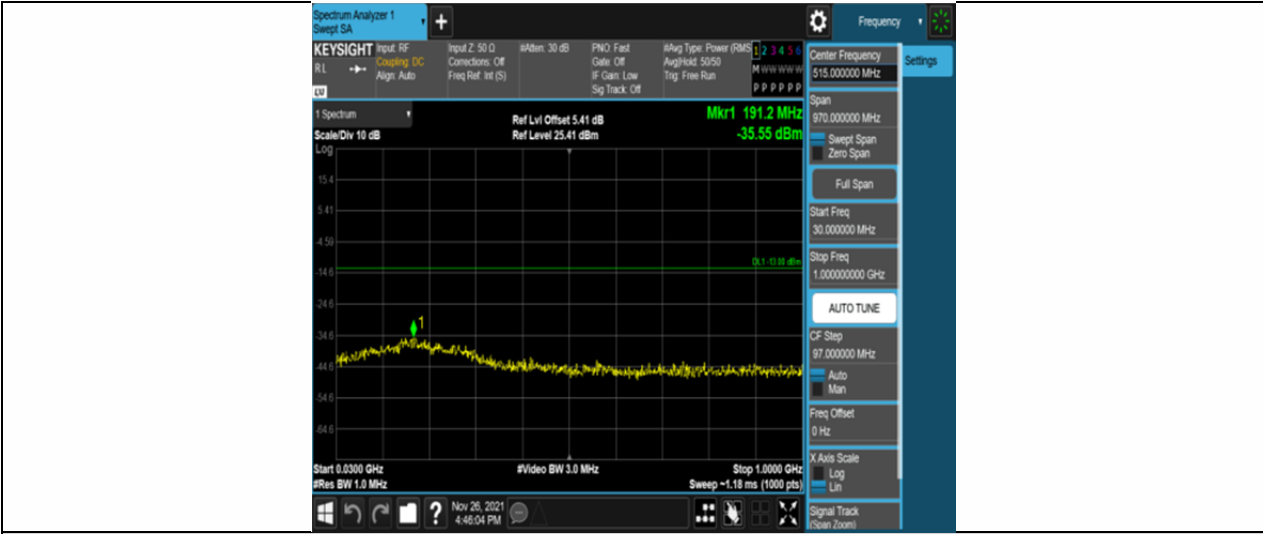 Spectrum Analyzer 1
Swept SA
+
Frequency
KEYSIGHT
RL
LV
Input: RF
Coupling: DC
Align: Auto
Input Z: 50 Ω
Corrections: Off
Freq Ref: Int (S)
#Atten: 30 dB
PNO: Fast
Gate: Off
IF Gain: Low
Sig Track: Off
#Avg Type: Power (RMS
Avg|Hold: 50/50
Trig: Free Run
1 2 3 4 5 6
M W W W W W
P P P P P P
1 Spectrum
Scale/Div 10 dB
Log
Ref Lvl Offset 5.41 dB
Ref Level 25.41 dBm
Mkr1 191.2 MHz
-35.55 dBm
15.4
5.41
-4.59
-14.6
-24.6
-34.6
-44.6
-54.6
-64.6
DL1 -13.00 dBm
1
Start 0.0300 GHz
#Res BW 1.0 MHz
#Video BW 3.0 MHz
Stop 1.0000 GHz
Sweep ~1.18 ms (1000 pts)
Nov 26, 2021
4:46:04 PM
Center Frequency
515.000000 MHz
Settings
Span
970.000000 MHz
Swept Span
Zero Span
Full Span
Start Freq
30.000000 MHz
Stop Freq
1.000000000 GHz
AUTO TUNE
CF Step
97.000000 MHz
Auto
Man
Freq Offset
0 Hz
X Axis Scale
Log
Lin
Signal Track
(Span Zoom)